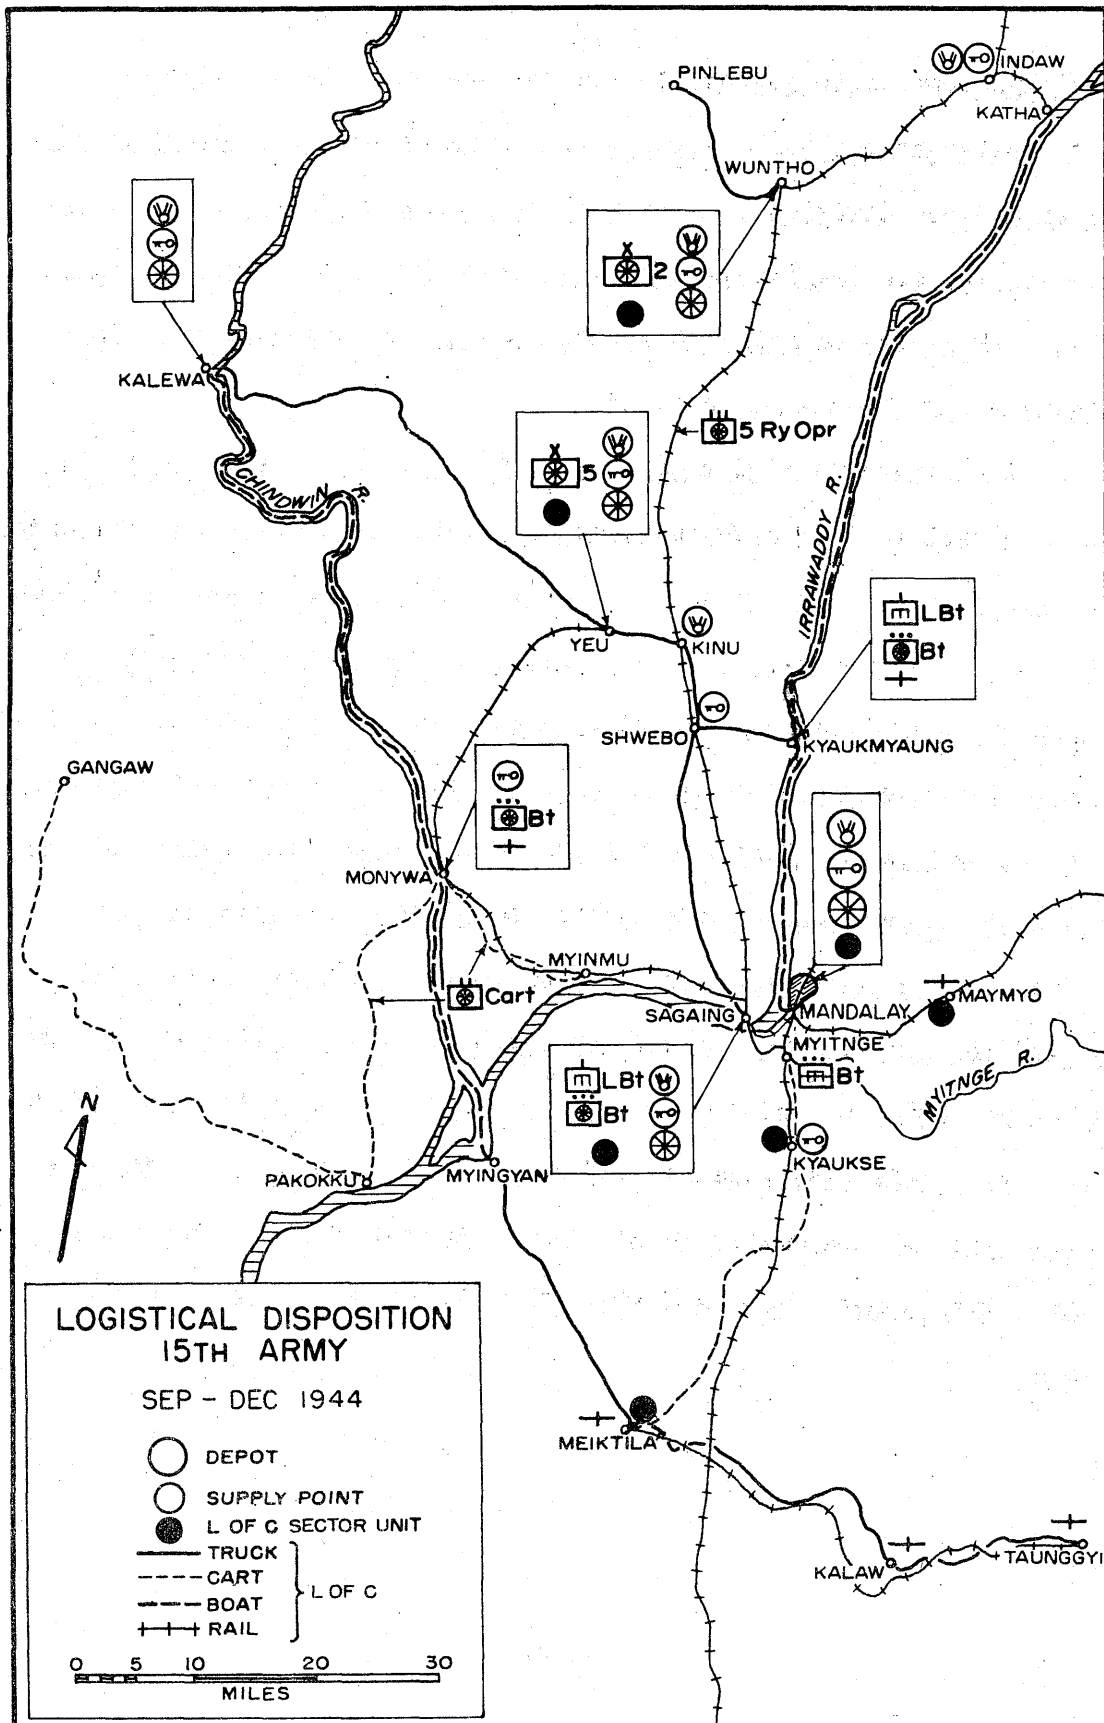 PINLEBU
INDAW
KATHA
WUNTHO
2
KALEWA
5 Ry Opr
5
CHINDWIN R.
IRRAWADDY R.
YEU
KINU
LBt
Bt
SHWEBO
KYAUKMYAUNG
GANGAW
Bt
MONYWA
MYINMU
Cart
SAGAING
MANDALAY
MAYMYO
MYITNGE
MYITNGE R.
LBt
Bt
Bt
KYAUKSE
N
PAKOKKU
MYINGYAN
MEIKTILA
KALAW
TAUNGGYI
LOGISTICAL DISPOSITION
15TH ARMY
SEP - DEC 1944
DEPOT
SUPPLY POINT
L OF C SECTOR UNIT
TRUCK
CART
BOAT
RAIL
L OF C
0 5 10 20 30
MILES